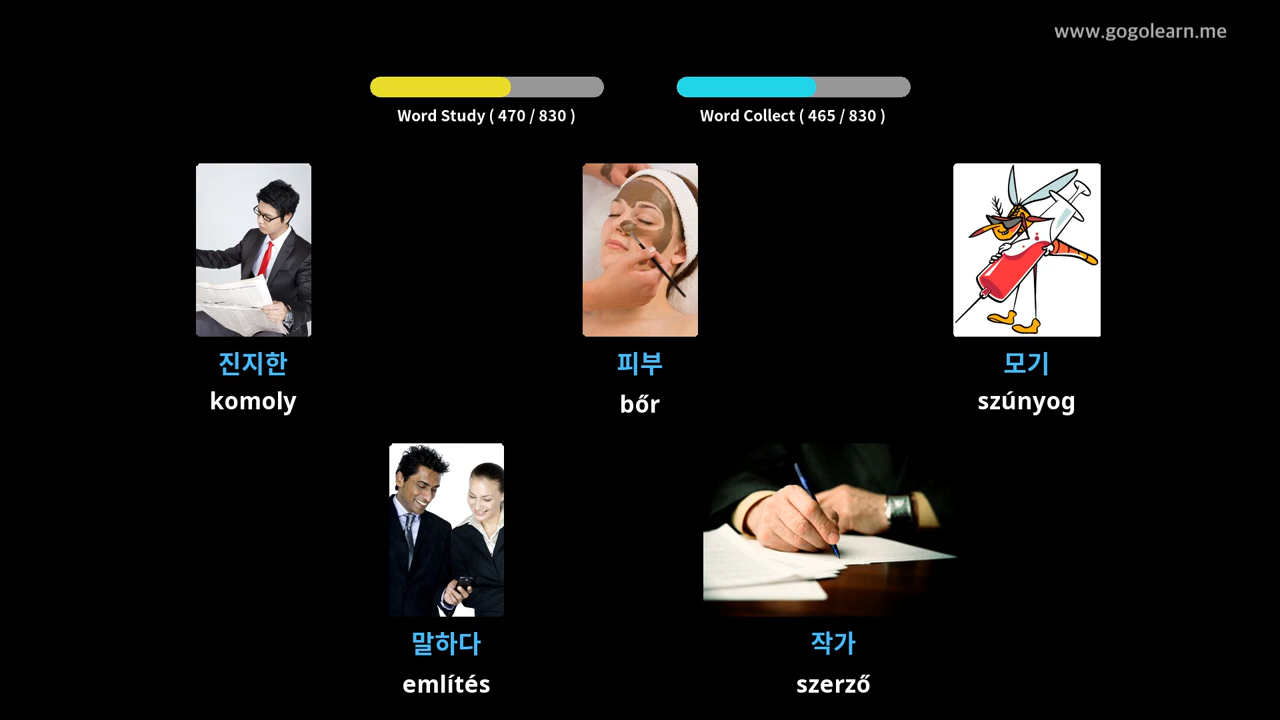 www.gogolearn.me
Word Study ( 470 / 830 )
Word Collect ( 465 / 830 )
진지한
komoly
피부
bőr
모기
szúnyog
말하다
említés
작가
szerző